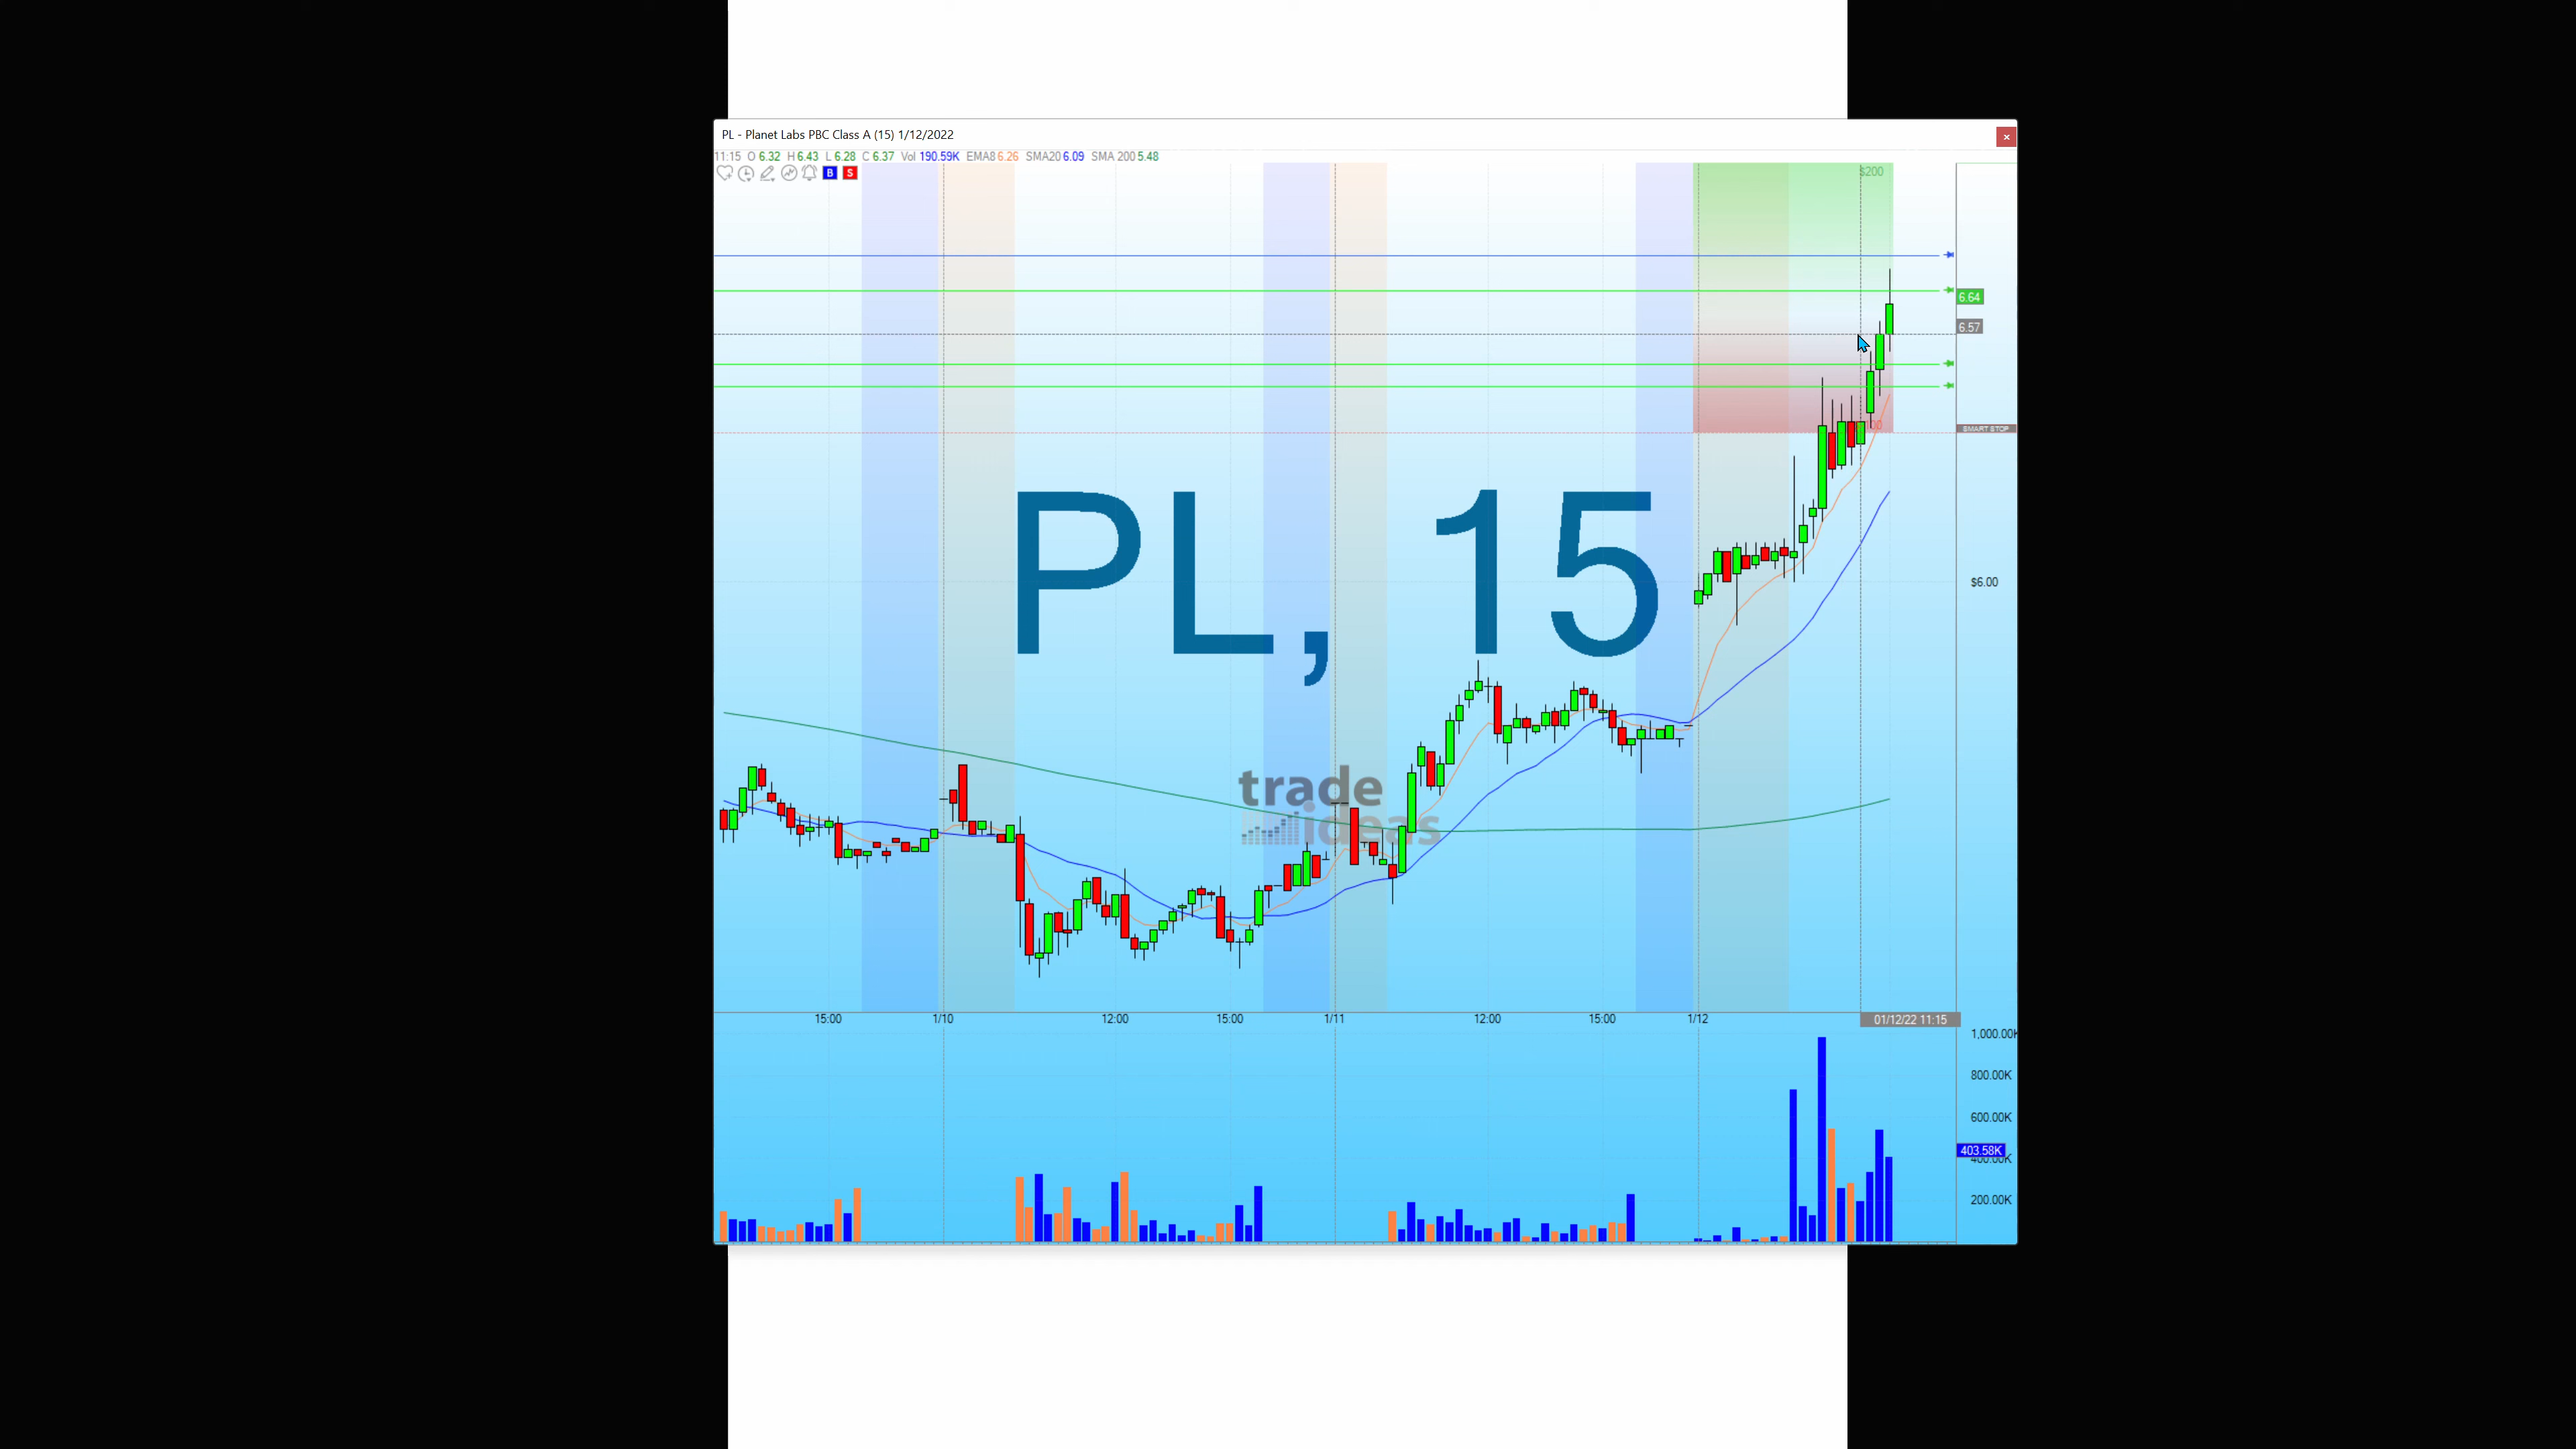 PL - Planet Labs PBC Class A (15) 1/12/2022
11:15 O 6.32 H 6.43 L 6.28 C 6.37 Vol 190.59K EMA8 6.26 SMA20 6.09 SMA 200 5.48
B S
$200
6.64
6.57
SMART STOP
PL, 15
$6.00
trade
ideas
15:00 1/10 12:00 15:00 1/11 12:00 15:00 1/12 01/12/22 11:15
1,000.00K
800.00K
600.00K
403.58K
400.00K
200.00K